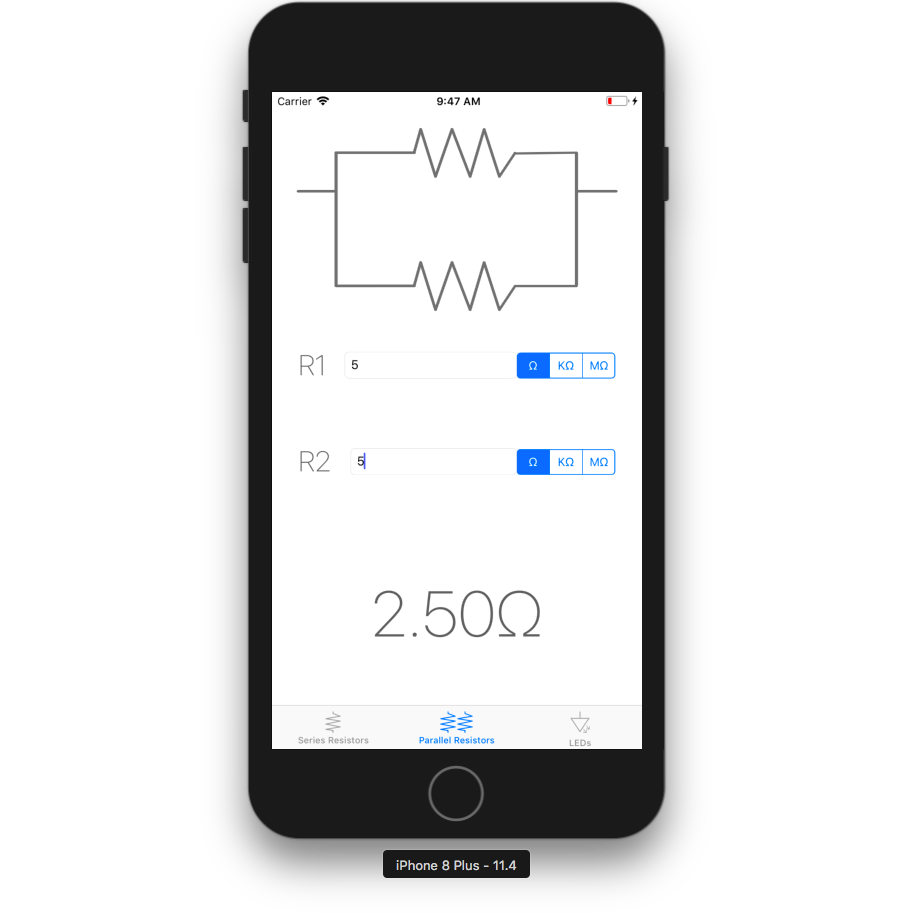 Carrier 9:47 AM
R1 5 Ω KΩ MΩ
R2 5 Ω KΩ MΩ
2.50Ω
Series Resistors Parallel Resistors LEDs
iPhone 8 Plus - 11.4